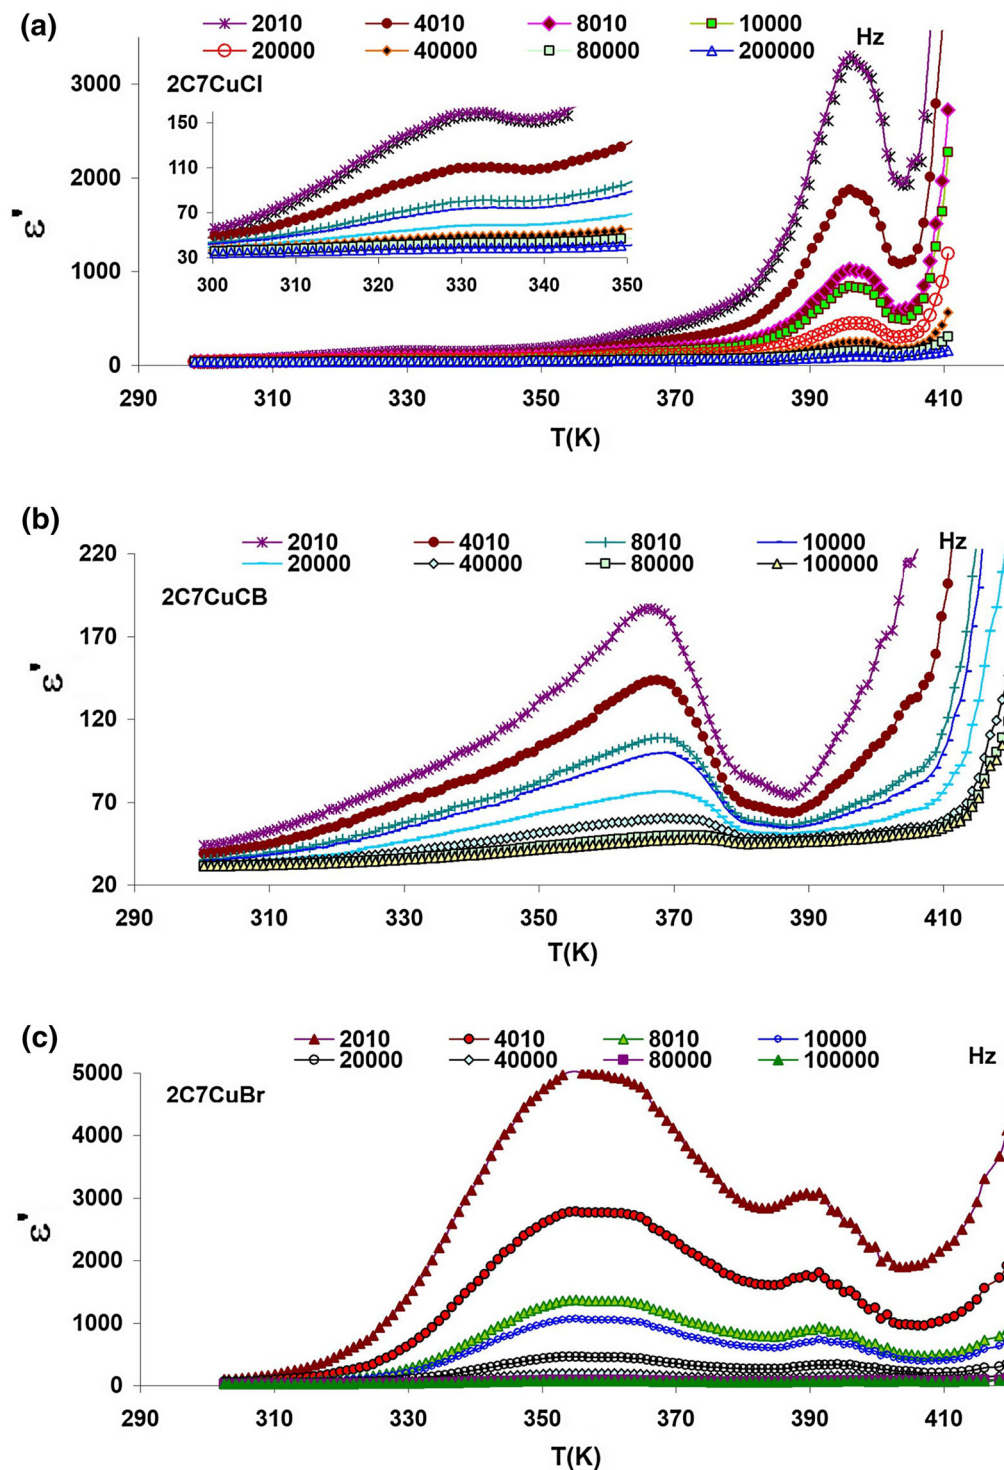 (a)
2010 4010 8010 10000
20000 40000 80000 200000
Hz
2C7CuCl
3000
2000
1000
0
150
110
70
30
300 310 320 330 340 350
290 310 330 350 370 390 410
ε'
T(K)
(b)
2010 4010 8010 10000
20000 40000 80000 100000
Hz
2C7CuCB
220
170
120
70
20
290 310 330 350 370 390 410
ε'
T(K)
(c)
2010 4010 8010 10000
20000 40000 80000 100000
Hz
2C7CuBr
5000
4000
3000
2000
1000
0
290 310 330 350 370 390 410
ε'
T(K)